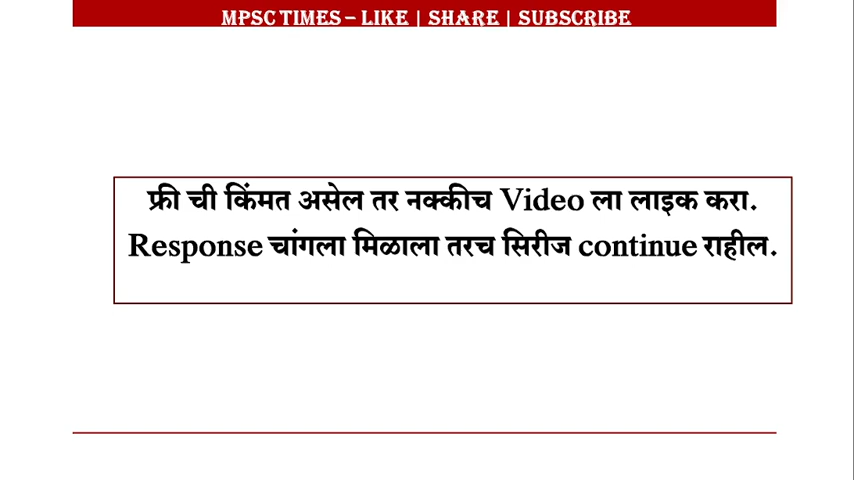 MPSC TIMES – LIKE | SHARE | SUBSCRIBE
फ्री ची किंमत असेल तर नक्कीच Video ला लाइक करा.
Response चांगला मिळाला तरच सिरीज continue राहील.